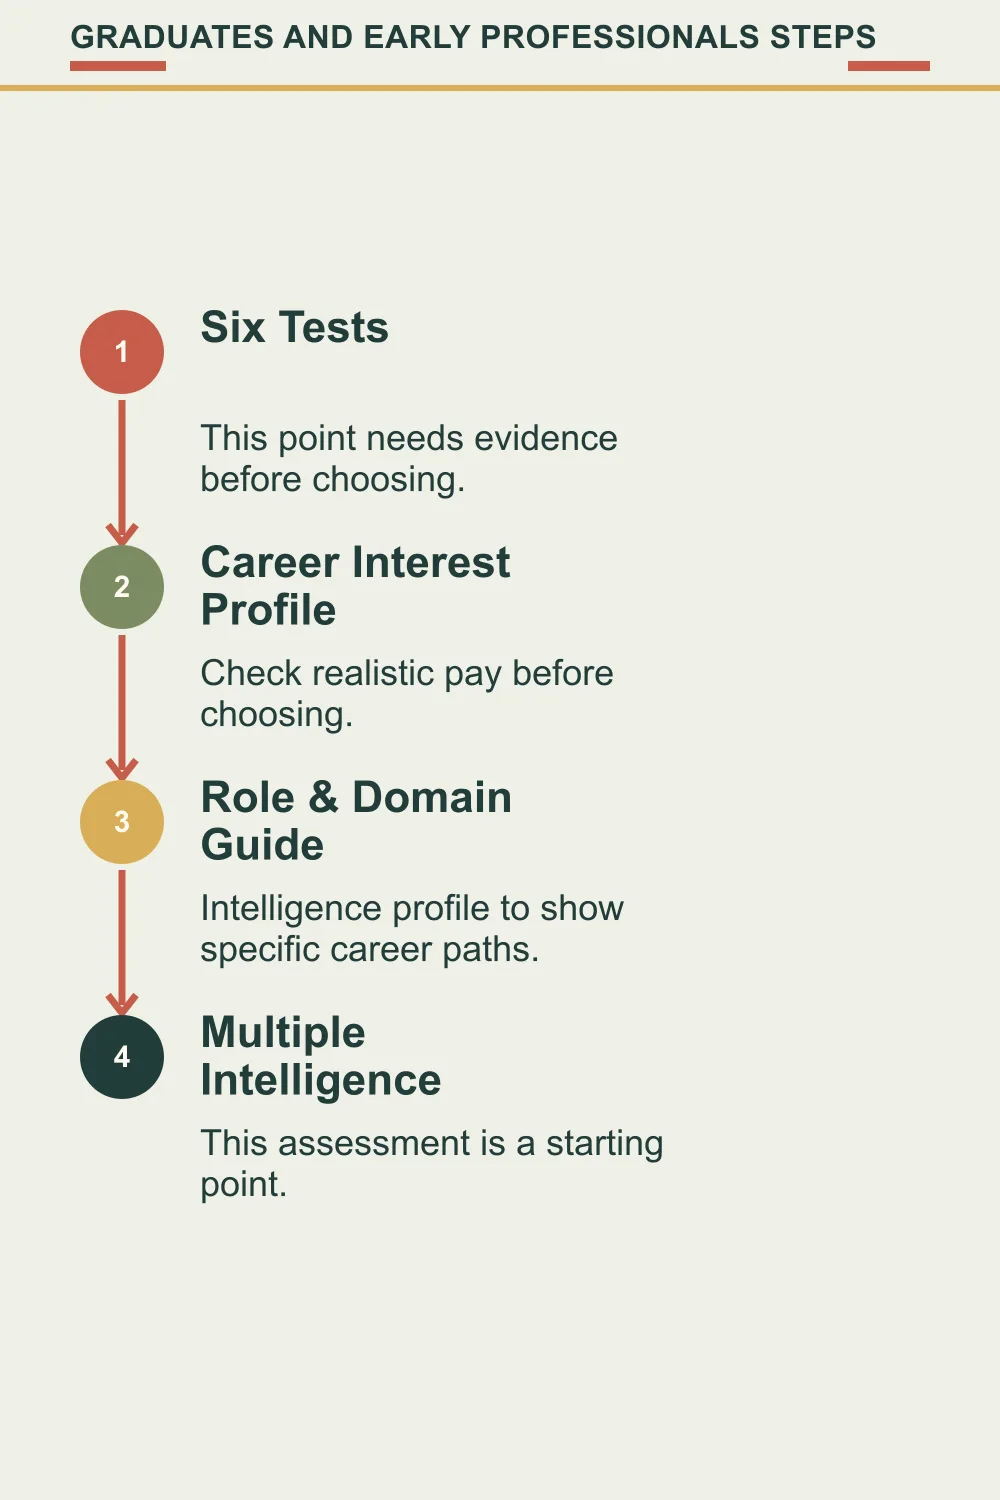 GRADUATES AND EARLY PROFESSIONALS STEPS
1
Six Tests
This point needs evidence
before choosing.
2
Career Interest
Profile
Check realistic pay before
choosing.
3
Role & Domain
Guide
Intelligence profile to show
specific career paths.
4
Multiple
Intelligence
This assessment is a starting
point.